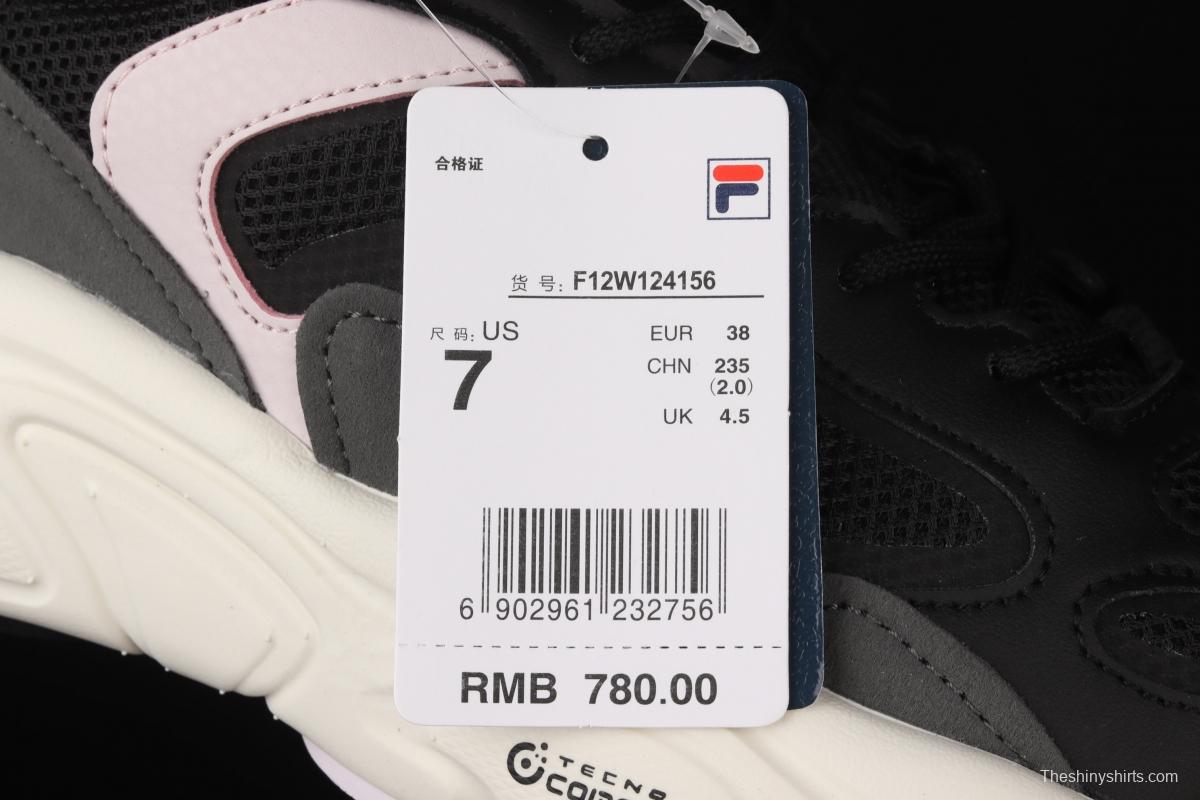 合格证
F
货 号: F12W124156
尺 码: US
7
EUR 38
CHN 235
(2.0)
UK 4.5
6 902961 232756
RMB 780.00
TECN
Theshinyshirts.com